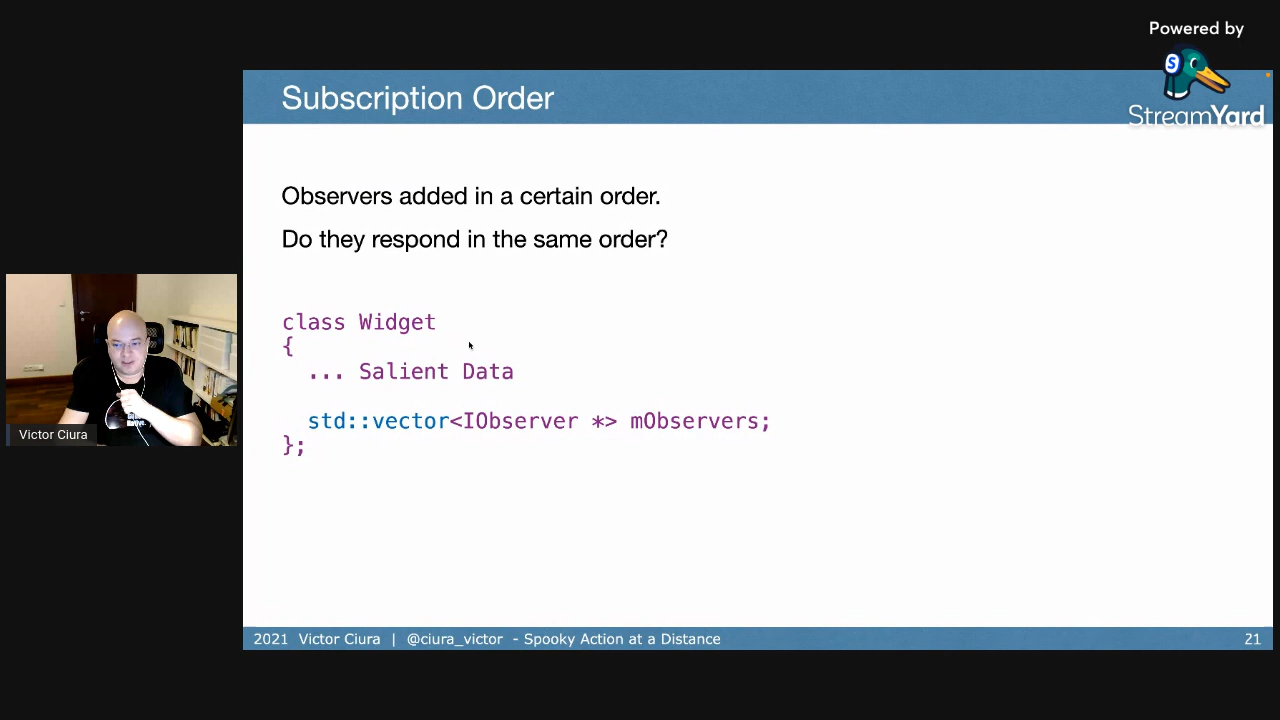 Powered by
StreamYard
Subscription Order
Observers added in a certain order.
Do they respond in the same order?
class Widget
{
... Salient Data
std::vector<IObserver *> mObservers;
};
Victor Ciura
2021 Victor Ciura | @ciura_victor - Spooky Action at a Distance
21